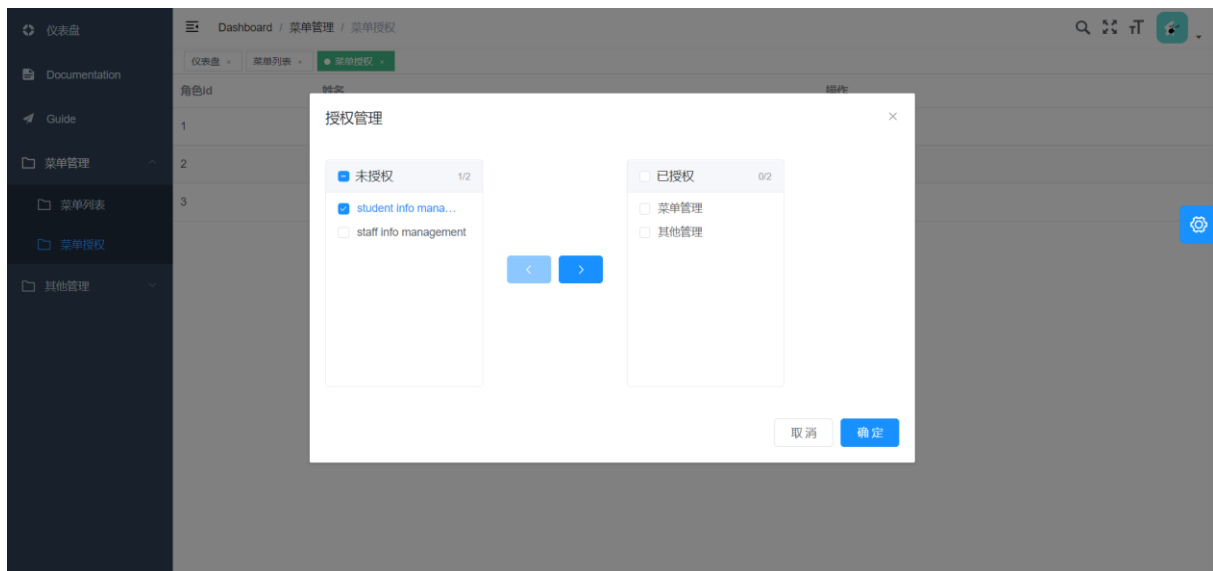 仪表盘
Dashboard / 菜单管理 / 菜单授权
仪表盘 ×
菜单列表 ×
菜单授权 ×
Documentation
Guide
菜单管理
菜单列表
菜单授权
其他管理
角色id
姓名
操作
1
2
3
授权管理
未授权 1/2
student info mana…
staff info management
已授权 0/2
菜单管理
其他管理
取消
确定